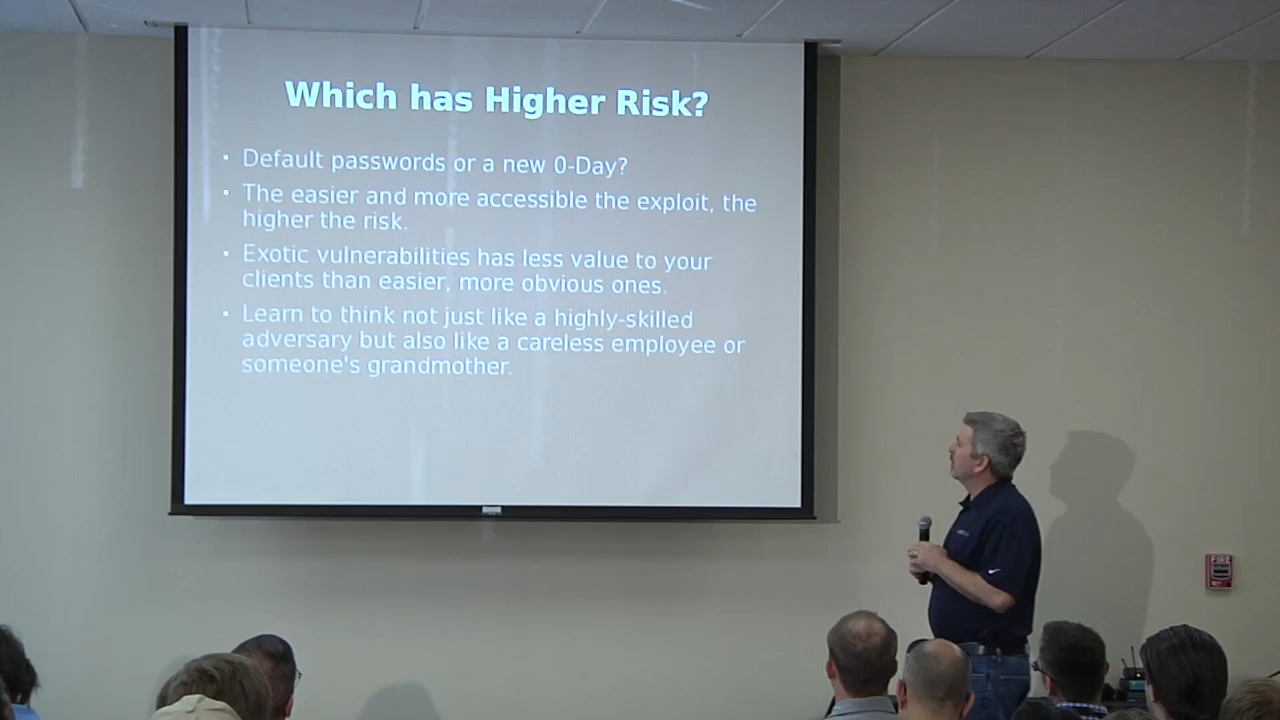 Which has Higher Risk?
• Default passwords or a new 0-Day?
• The easier and more accessible the exploit, the
higher the risk.
• Exotic vulnerabilities has less value to your
clients than easier, more obvious ones.
• Learn to think not just like a highly-skilled
adversary but also like a careless employee or
someone's grandmother.
FIRE